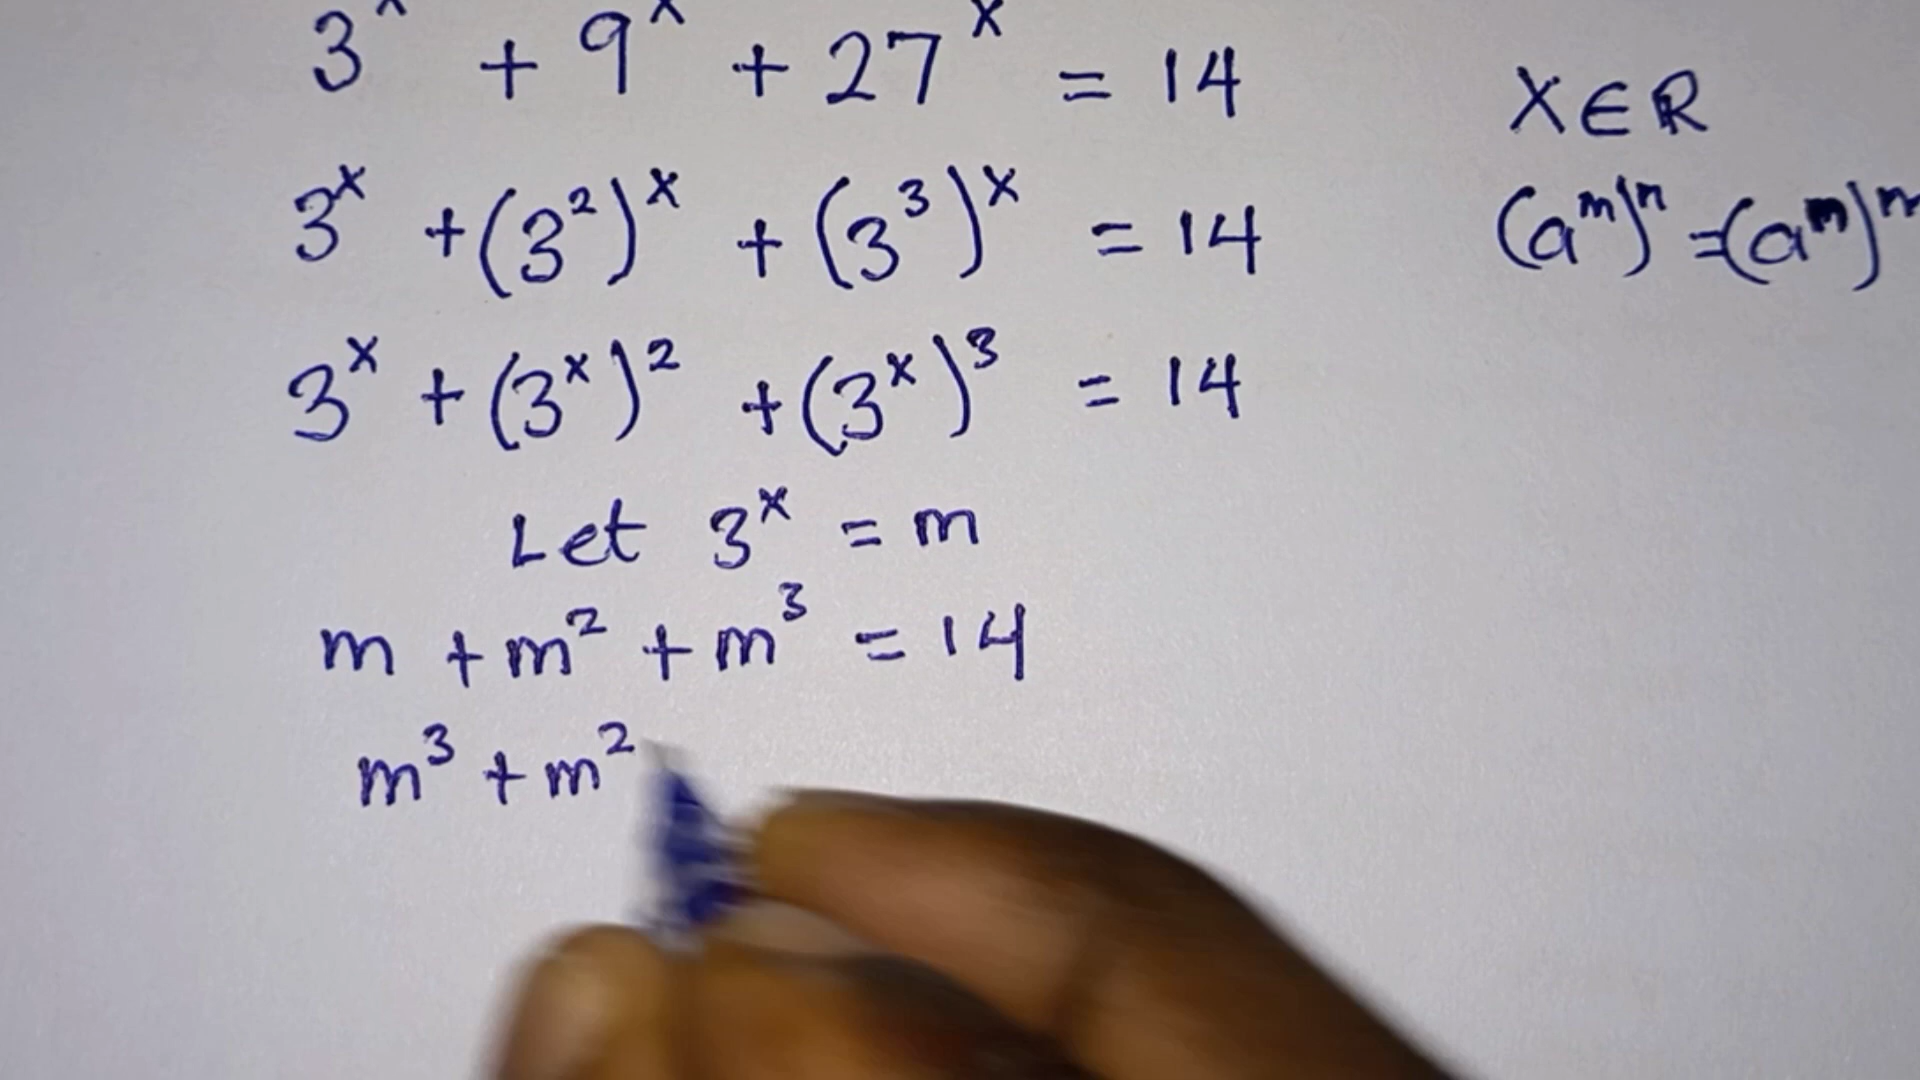 3^x + 9^x + 27^x = 14
x ∈ R
3^x + (3^2)^x + (3^3)^x = 14
(a^m)^n = (a^n)^m
3^x + (3^x)^2 + (3^x)^3 = 14
Let 3^x = m
m + m^2 + m^3 = 14
m^3 + m^2